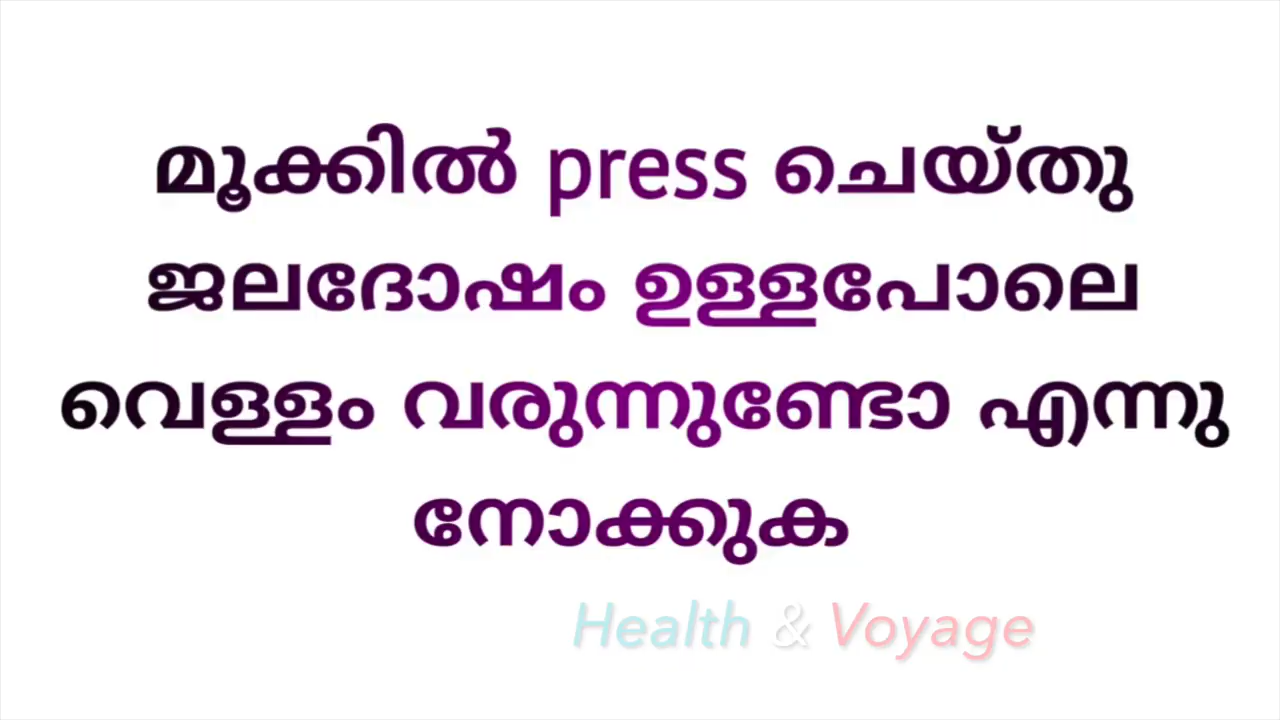 മൂക്കിൽ press ചെയ്തു
ജലദോഷം ഉള്ളപോലെ
വെള്ളം വരുന്നുണ്ടോ എന്നു
നോക്കുക
Health & Voyage